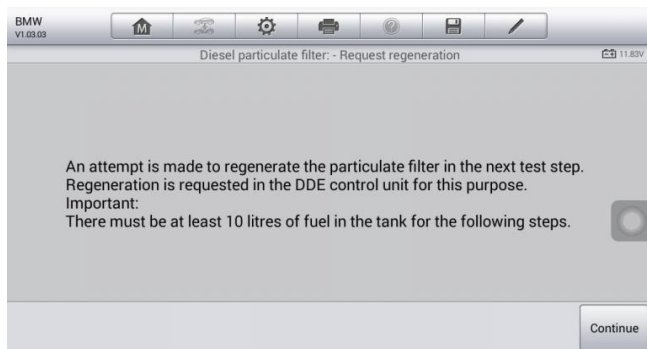 BMW
V1.03.03
M
Diesel particulate filter: - Request regeneration
11.83V
An attempt is made to regenerate the particulate filter in the next test step.
Regeneration is requested in the DDE control unit for this purpose.
Important:
There must be at least 10 litres of fuel in the tank for the following steps.
Continue